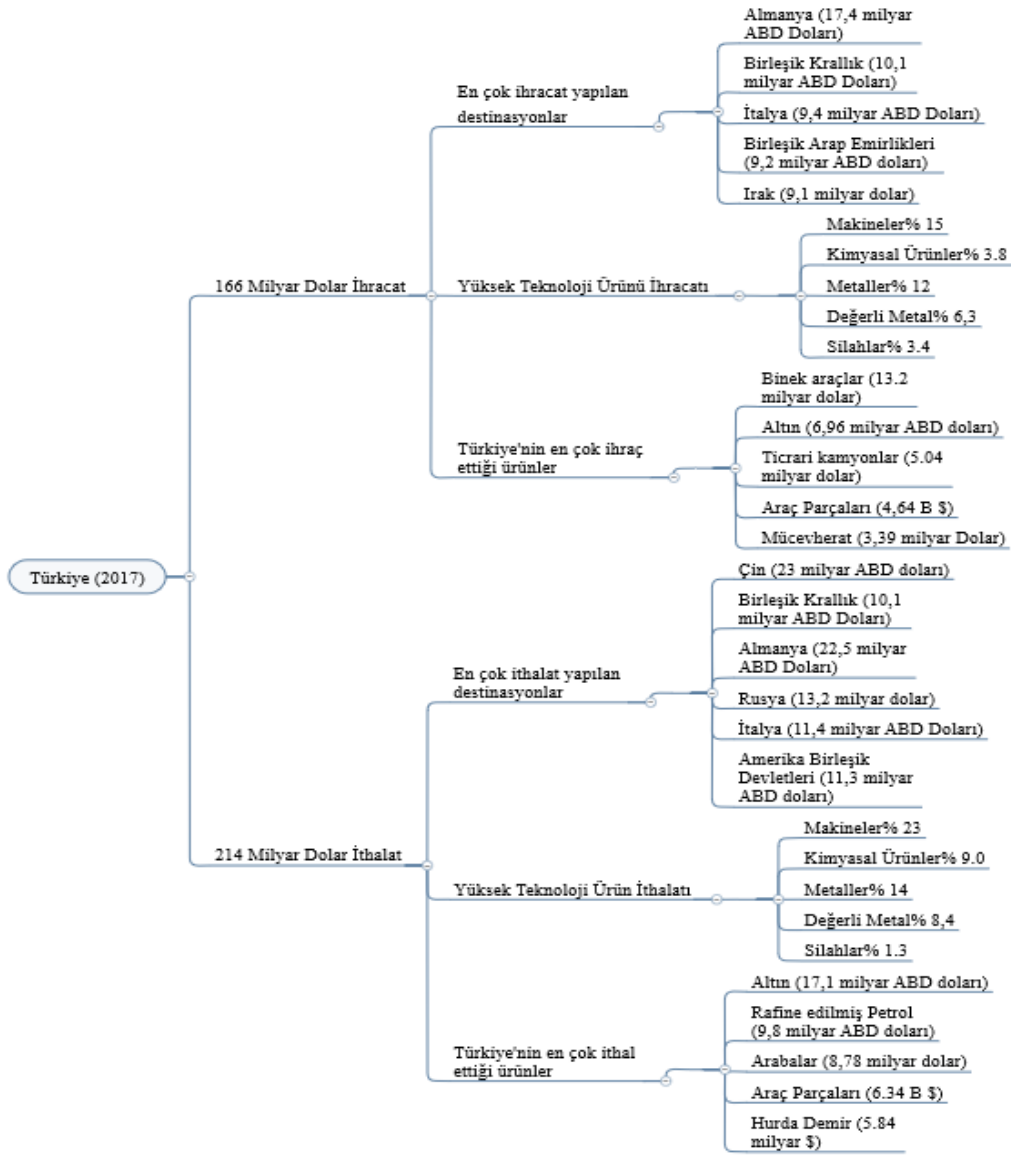 Türkiye (2017)
166 Milyar Dolar İhracat
En çok ihracat yapılan
destinasyonlar
Almanya (17,4 milyar
ABD Doları)
Birleşik Krallık (10,1
milyar ABD Doları)
İtalya (9,4 milyar ABD Doları)
Birleşik Arap Emirlikleri
(9,2 milyar ABD doları)
Irak (9,1 milyar dolar)
Yüksek Teknoloji Ürünü İhracatı
Makineler% 15
Kimyasal Ürünler% 3.8
Metaller% 12
Değerli Metal% 6,3
Silahlar% 3.4
Türkiye'nin en çok ihraç
ettiği ürünler
Binek araçlar (13.2
milyar dolar)
Altın (6,96 milyar ABD doları)
Ticrari kamyonlar (5.04
milyar dolar)
Araç Parçaları (4,64 B $)
Mücevherat (3,39 milyar Dolar)
214 Milyar Dolar İthalat
En çok ithalat yapılan
destinasyonlar
Çin (23 milyar ABD doları)
Birleşik Krallık (10,1
milyar ABD Doları)
Almanya (22,5 milyar
ABD Doları)
Rusya (13,2 milyar dolar)
İtalya (11,4 milyar ABD Doları)
Amerika Birleşik
Devletleri (11,3 milyar
ABD doları)
Yüksek Teknoloji Ürün İthalatı
Makineler% 23
Kimyasal Ürünler% 9.0
Metaller% 14
Değerli Metal% 8,4
Silahlar% 1.3
Türkiye'nin en çok ithal
ettiği ürünler
Altın (17,1 milyar ABD doları)
Rafine edilmiş Petrol
(9,8 milyar ABD doları)
Arabalar (8,78 milyar dolar)
Araç Parçaları (6.34 B $)
Hurda Demir (5.84
milyar $)